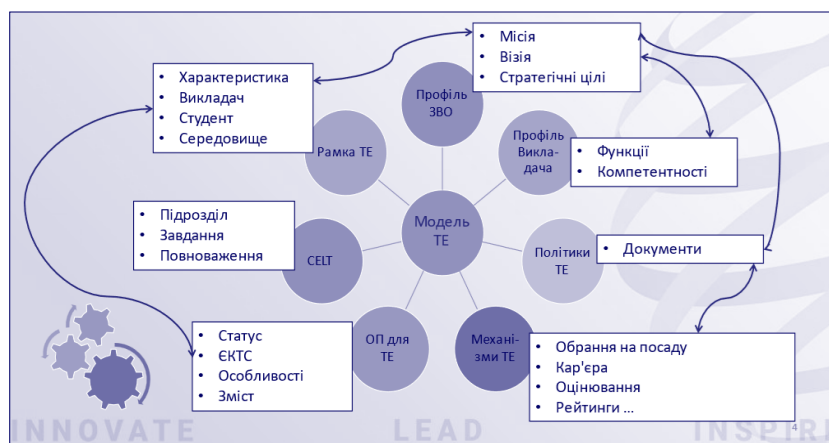 • Місія
• Візія
• Стратегічні цілі
• Характеристика
• Викладач
• Студент
• Середовище
Профіль
ЗВО
Рамка ТЕ
Профіль
Викла-
дача
• Функції
• Компетентності
• Підрозділ
• Завдання
• Повноваження
CELT
Модель
ТЕ
Політики
ТЕ
• Документи
• Статус
• ЄКТС
• Особливості
• Зміст
ОП для
ТЕ
Механі-
зми ТЕ
• Обрання на посаду
• Кар'єра
• Оцінювання
• Рейтинги ...
INNOVATE
LEAD
INSPIRE
4